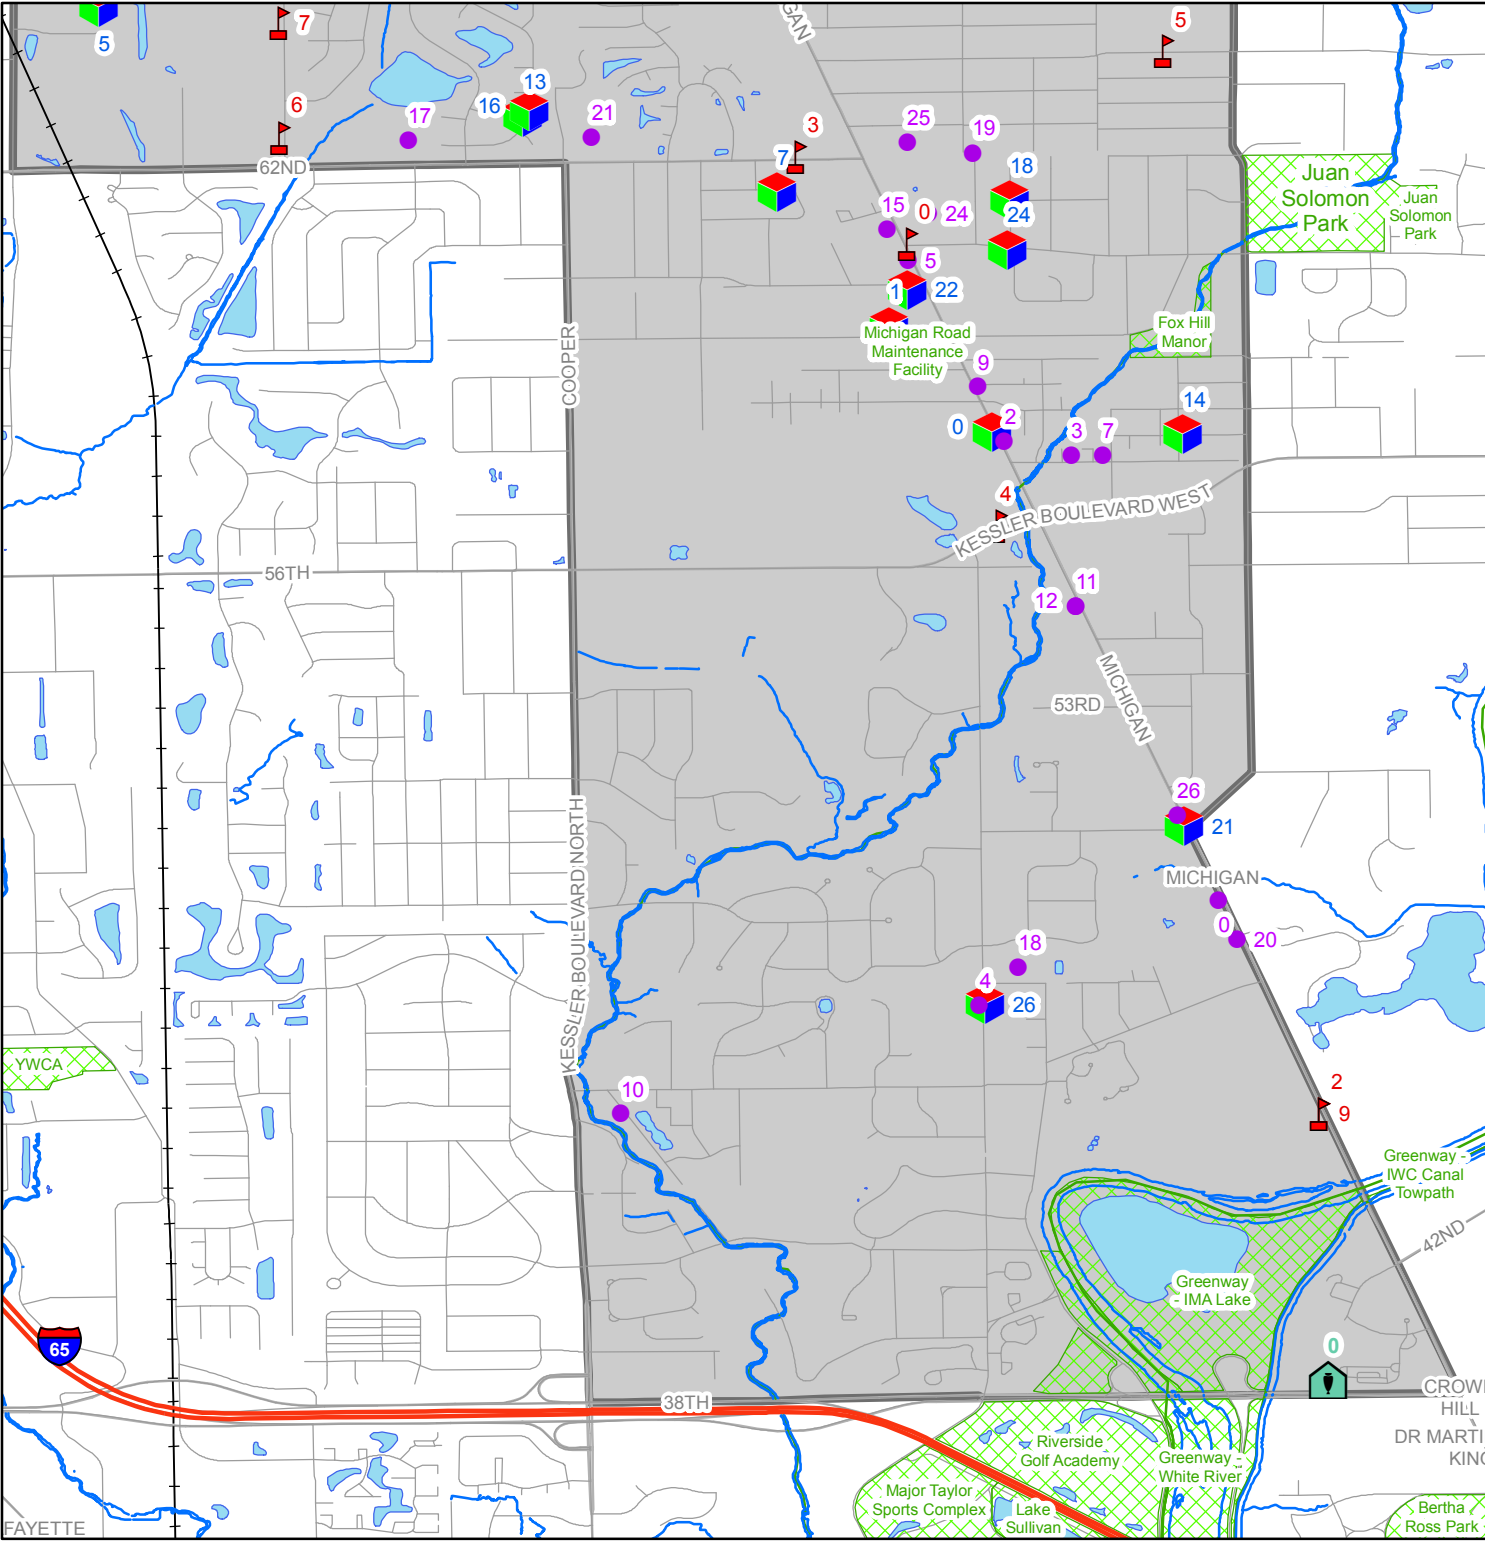 GAN
5
7
5
13
16
6
17
21
3
25
19
62ND
7
18
Juan
Solomon
Park
Juan
Solomon
Park
15
0
24
24
5
1
22
Michigan Road
Maintenance
Facility
Fox Hill
Manor
COOPER
9
14
0
2
3
7
4
KESSLER BOULEVARD WEST
56TH
12
11
MICHIGAN
53RD
26
21
KESSLER BOULEVARD NORTH
MICHIGAN
0
20
18
4
26
YWCA
10
2
9
Greenway -
IWC Canal
Towpath
42ND
Greenway
- IMA Lake
65
0
38TH
CROW
HILL
DR MARTI
KING
Riverside
Golf Academy
Greenway -
White River
Major Taylor
Sports Complex
Lake
Sullivan
Bertha
Ross Park
FAYETTE